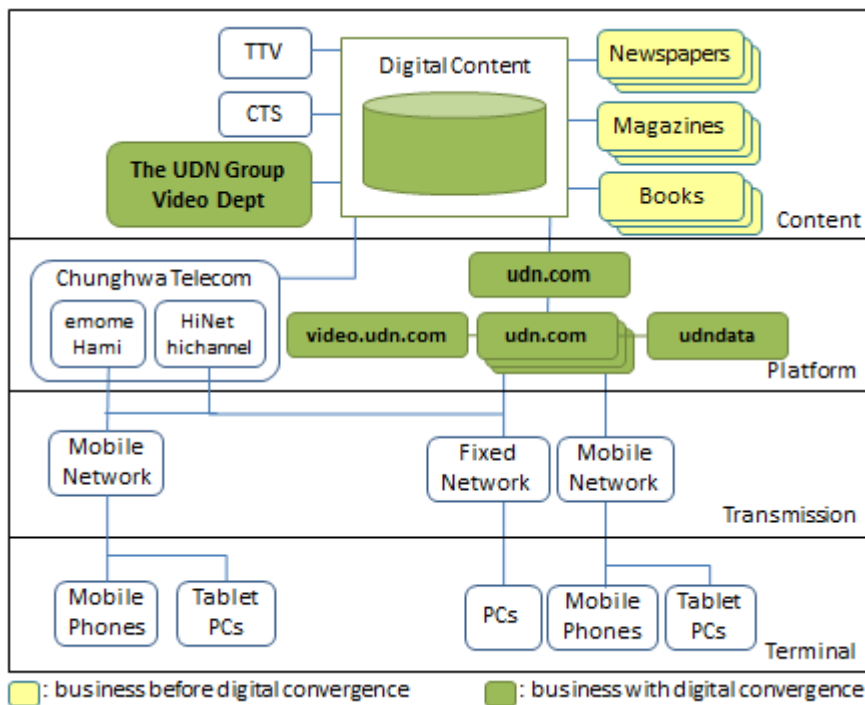 TTV
Digital Content
Newspapers
CTS
Magazines
The UDN Group
Video Dept
Books
Content
Chunghwa Telecom
udn.com
emome
Hami
HiNet
hichannel
video.udn.com
udn.com
udndata
Platform
Mobile
Network
Fixed
Network
Mobile
Network
Transmission
Mobile
Phones
Tablet
PCs
PCs
Mobile
Phones
Tablet
PCs
Terminal
: business before digital convergence
: business with digital convergence